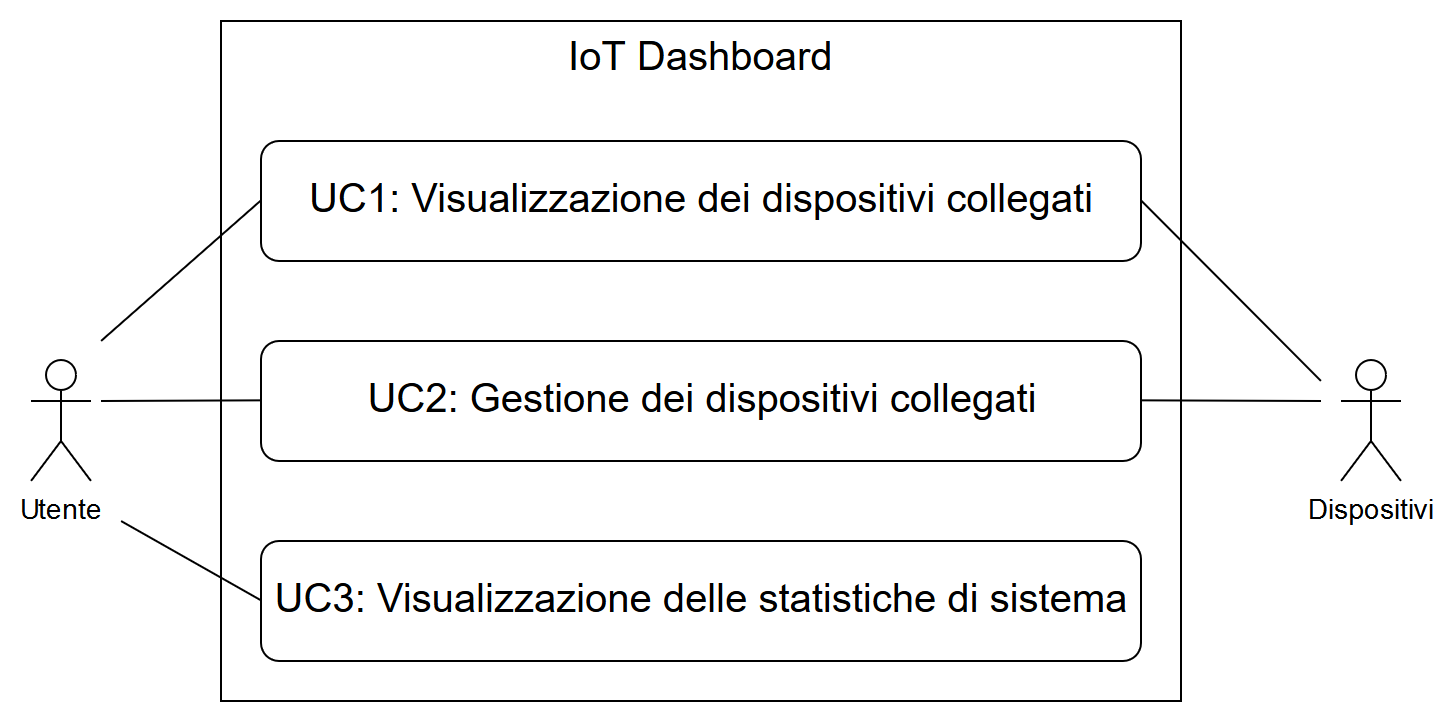 IoT Dashboard
UC1: Visualizzazione dei dispositivi collegati
UC2: Gestione dei dispositivi collegati
Utente
Dispositivi
UC3: Visualizzazione delle statistiche di sistema